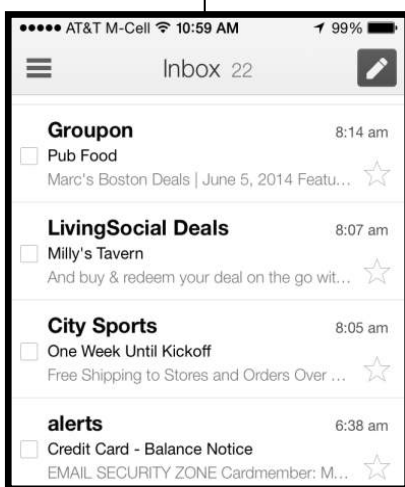 AT&T M-Cell 10:59 AM 99%
Inbox 22
Groupon 8:14 am
Pub Food
Marc's Boston Deals | June 5, 2014 Featu...
LivingSocial Deals 8:07 am
Milly's Tavern
And buy & redeem your deal on the go wit...
City Sports 8:05 am
One Week Until Kickoff
Free Shipping to Stores and Orders Over ...
alerts 6:38 am
Credit Card - Balance Notice
EMAIL SECURITY ZONE Cardmember: M...